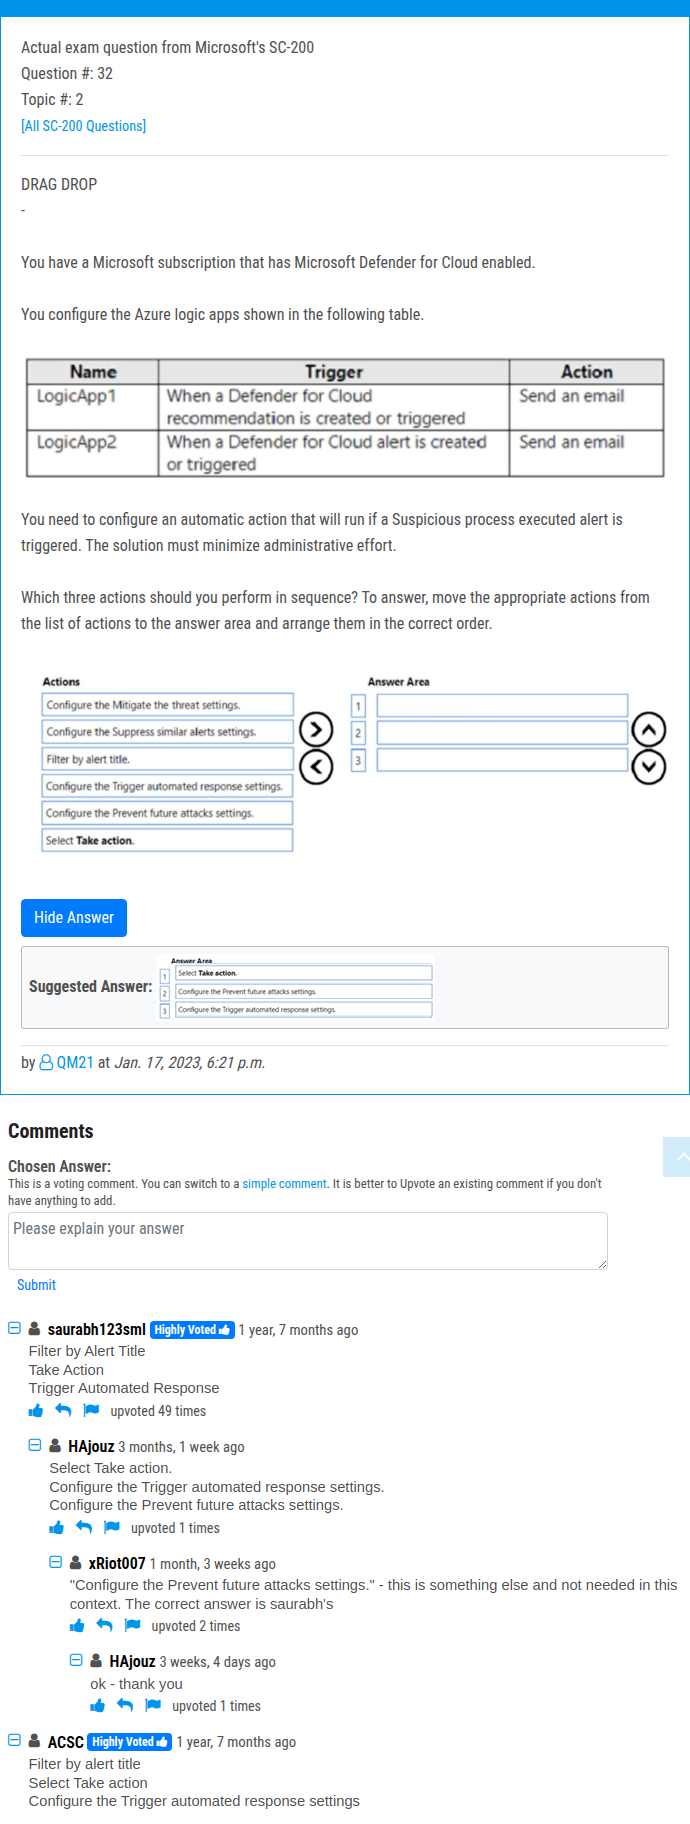 Actual exam question from Microsoft's SC-200
Question #: 32
Topic #: 2
[All SC-200 Questions]
DRAG DROP
-
You have a Microsoft subscription that has Microsoft Defender for Cloud enabled.
You configure the Azure logic apps shown in the following table.
Name Trigger Action
LogicApp1 When a Defender for Cloud Send an email
recommendation is created or triggered
LogicApp2 When a Defender for Cloud alert is created Send an email
or triggered
You need to configure an automatic action that will run if a Suspicious process executed alert is
triggered. The solution must minimize administrative effort.
Which three actions should you perform in sequence? To answer, move the appropriate actions from
the list of actions to the answer area and arrange them in the correct order.
Actions Answer Area
Configure the Mitigate the threat settings. 1
Configure the Suppress similar alerts settings. 2
Filter by alert title. 3
Configure the Trigger automated response settings.
Configure the Prevent future attacks settings.
Select Take action.
Hide Answer
Answer Area
1 Select Take action.
Suggested Answer:
2 Configure the Prevent future attacks settings.
3 Configure the Trigger automated response settings.
by QM21 at Jan. 17, 2023, 6:21 p.m.
Comments
Chosen Answer:
This is a voting comment. You can switch to a simple comment. It is better to Upvote an existing comment if you don't
have anything to add.
Please explain your answer
Submit
saurabh123sml Highly Voted 1 year, 7 months ago
Filter by Alert Title
Take Action
Trigger Automated Response
upvoted 49 times
HAjouz 3 months, 1 week ago
Select Take action.
Configure the Trigger automated response settings.
Configure the Prevent future attacks settings.
upvoted 1 times
xRiot007 1 month, 3 weeks ago
"Configure the Prevent future attacks settings." - this is something else and not needed in this
context. The correct answer is saurabh's
upvoted 2 times
HAjouz 3 weeks, 4 days ago
ok - thank you
upvoted 1 times
ACSC Highly Voted 1 year, 7 months ago
Filter by alert title
Select Take action
Configure the Trigger automated response settings